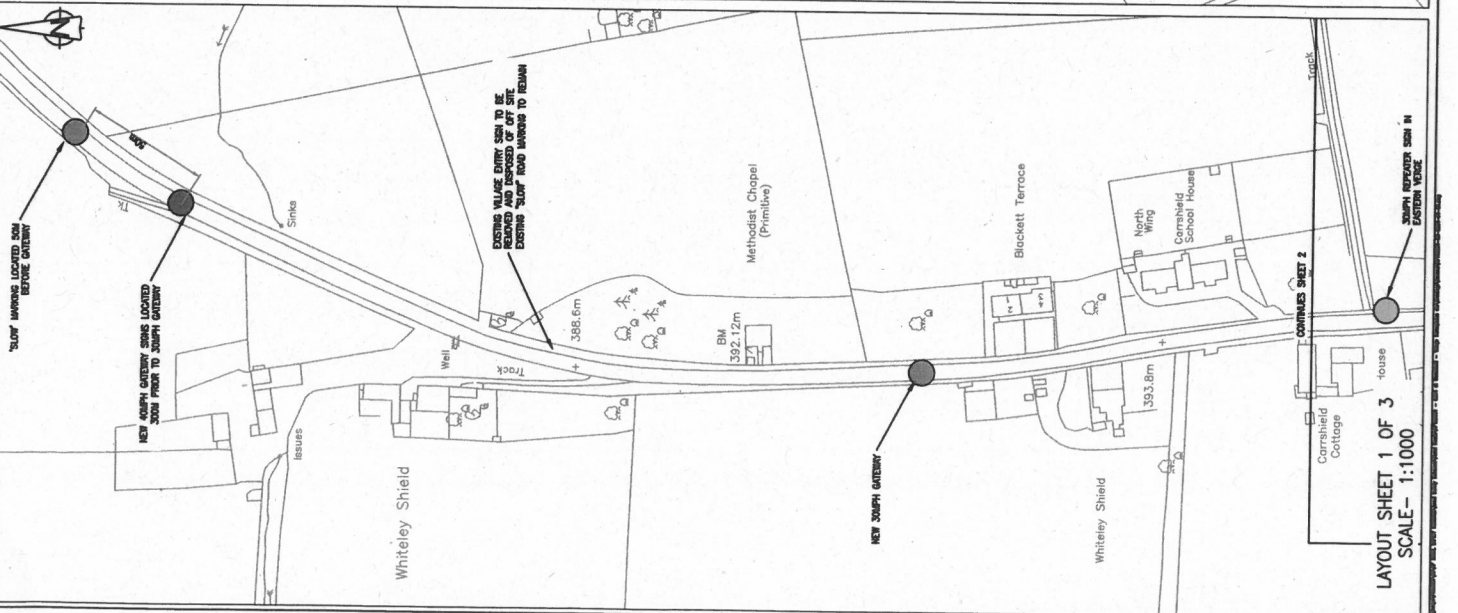 N
"SLOW" MARKING LOCATED 50M
BEFORE GATEWAY
50m
Tk
NEW 40MPH GATEWAY SIGNS LOCATED
300M PRIOR TO 30MPH GATEWAY
Sinks
Issues
EXISTING VILLAGE ENTRY SIGN TO BE
REMOVED AND DISPOSED OF OFF SITE
EXISTING "SLOW" ROAD MARKING TO REMAIN
Well
Track
388.6m
Whiteley Shield
BM
392.12m
Methodist Chapel
(Primitive)
NEW 30MPH GATEWAY
Blackett Terrace
North
Wing
Carrshield
School House
393.8m
Whiteley Shield
CONTINUES SHEET 2
Track
House
Carrshield
Cottage
30MPH REPEATER SIGN IN
EASTERN VERGE
LAYOUT SHEET 1 OF 3
SCALE- 1:1000